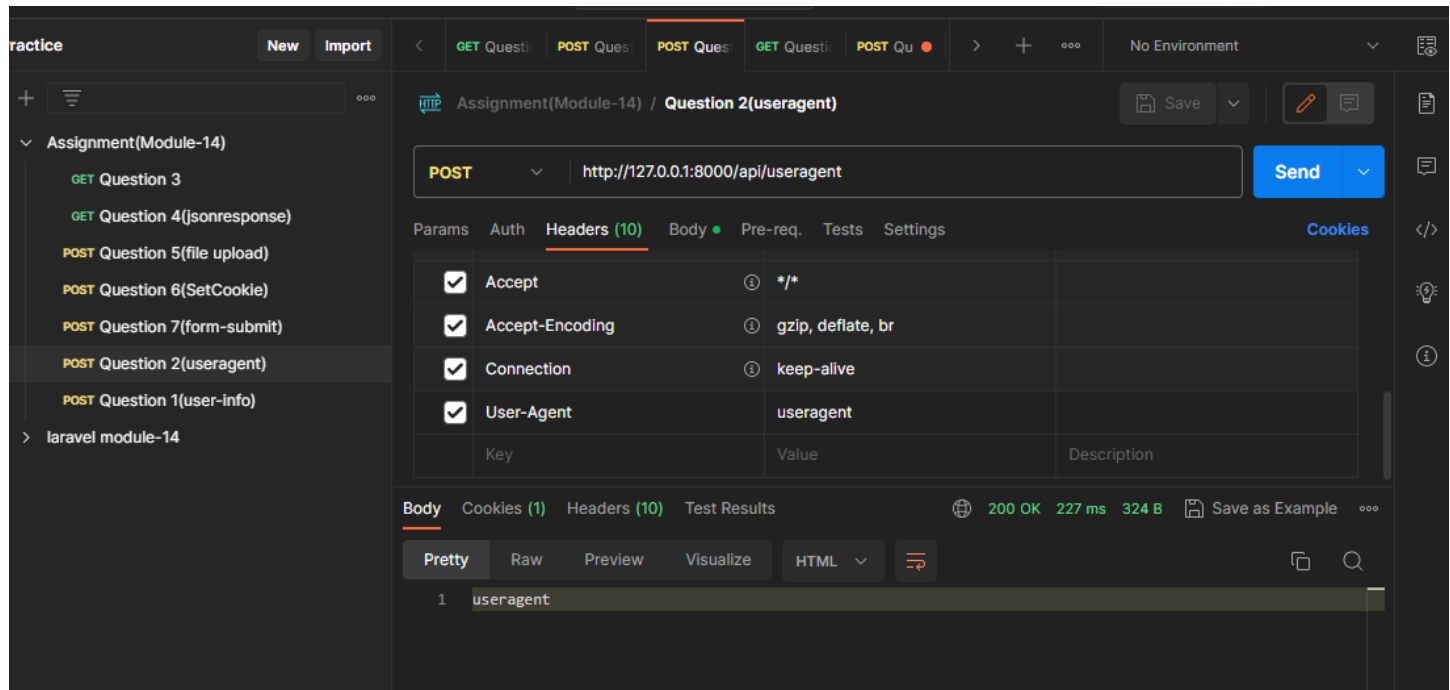 ractice
New
Import
GET Questi
POST Quest
POST Quest
GET Questi
POST Qu
No Environment
Assignment(Module-14) / Question 2(useragent)
Save
Assignment(Module-14)
GET Question 3
GET Question 4(jsonresponse)
POST Question 5(file upload)
POST Question 6(SetCookie)
POST Question 7(form-submit)
POST Question 2(useragent)
POST Question 1(user-info)
laravel module-14
POST
http://127.0.0.1:8000/api/useragent
Send
Params Auth Headers (10) Body Pre-req. Tests Settings
Cookies
Accept */*
Accept-Encoding gzip, deflate, br
Connection keep-alive
User-Agent useragent
Key Value Description
Body Cookies (1) Headers (10) Test Results
200 OK 227 ms 324 B Save as Example
Pretty Raw Preview Visualize HTML
1 useragent